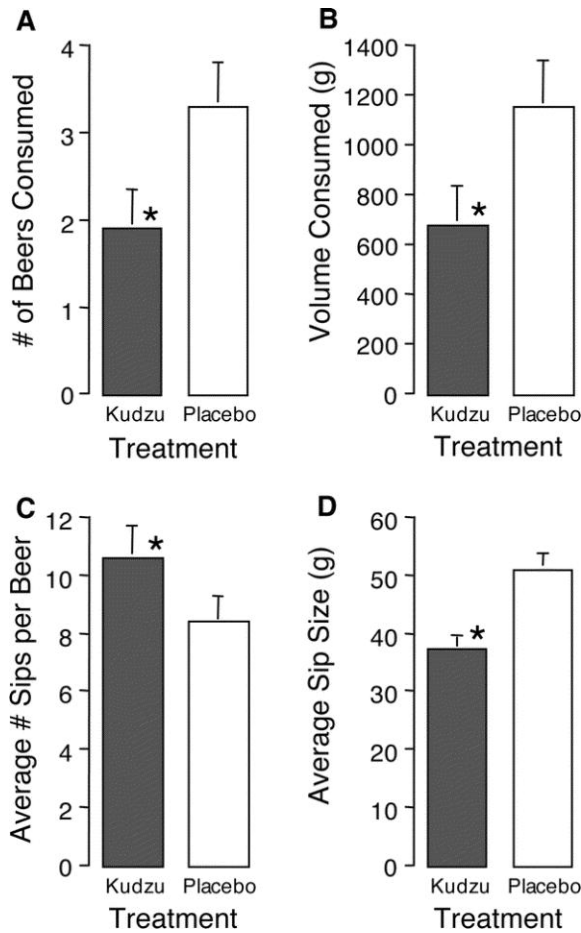 A
# of Beers Consumed
4
3
2
1
0
*
Kudzu Placebo
Treatment
B
Volume Consumed (g)
1400
1200
1000
800
600
400
200
0
*
Kudzu Placebo
Treatment
C
Average # Sips per Beer
12
10
8
6
4
2
0
*
Kudzu Placebo
Treatment
D
Average Sip Size (g)
60
50
40
30
20
10
0
*
Kudzu Placebo
Treatment